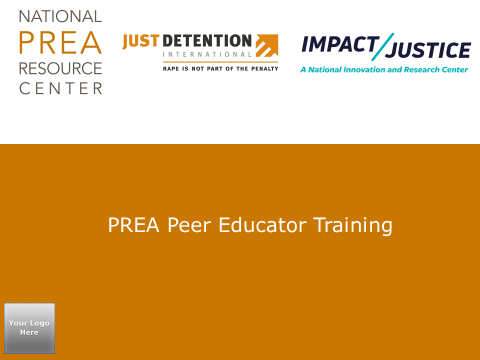 NATIONAL
PREA
RESOURCE
CENTER
JUST DETENTION
INTERNATIONAL
RAPE IS NOT PART OF THE PENALTY
IMPACT/JUSTICE
A National Innovation and Research Center
PREA Peer Educator Training
Your Logo
Here